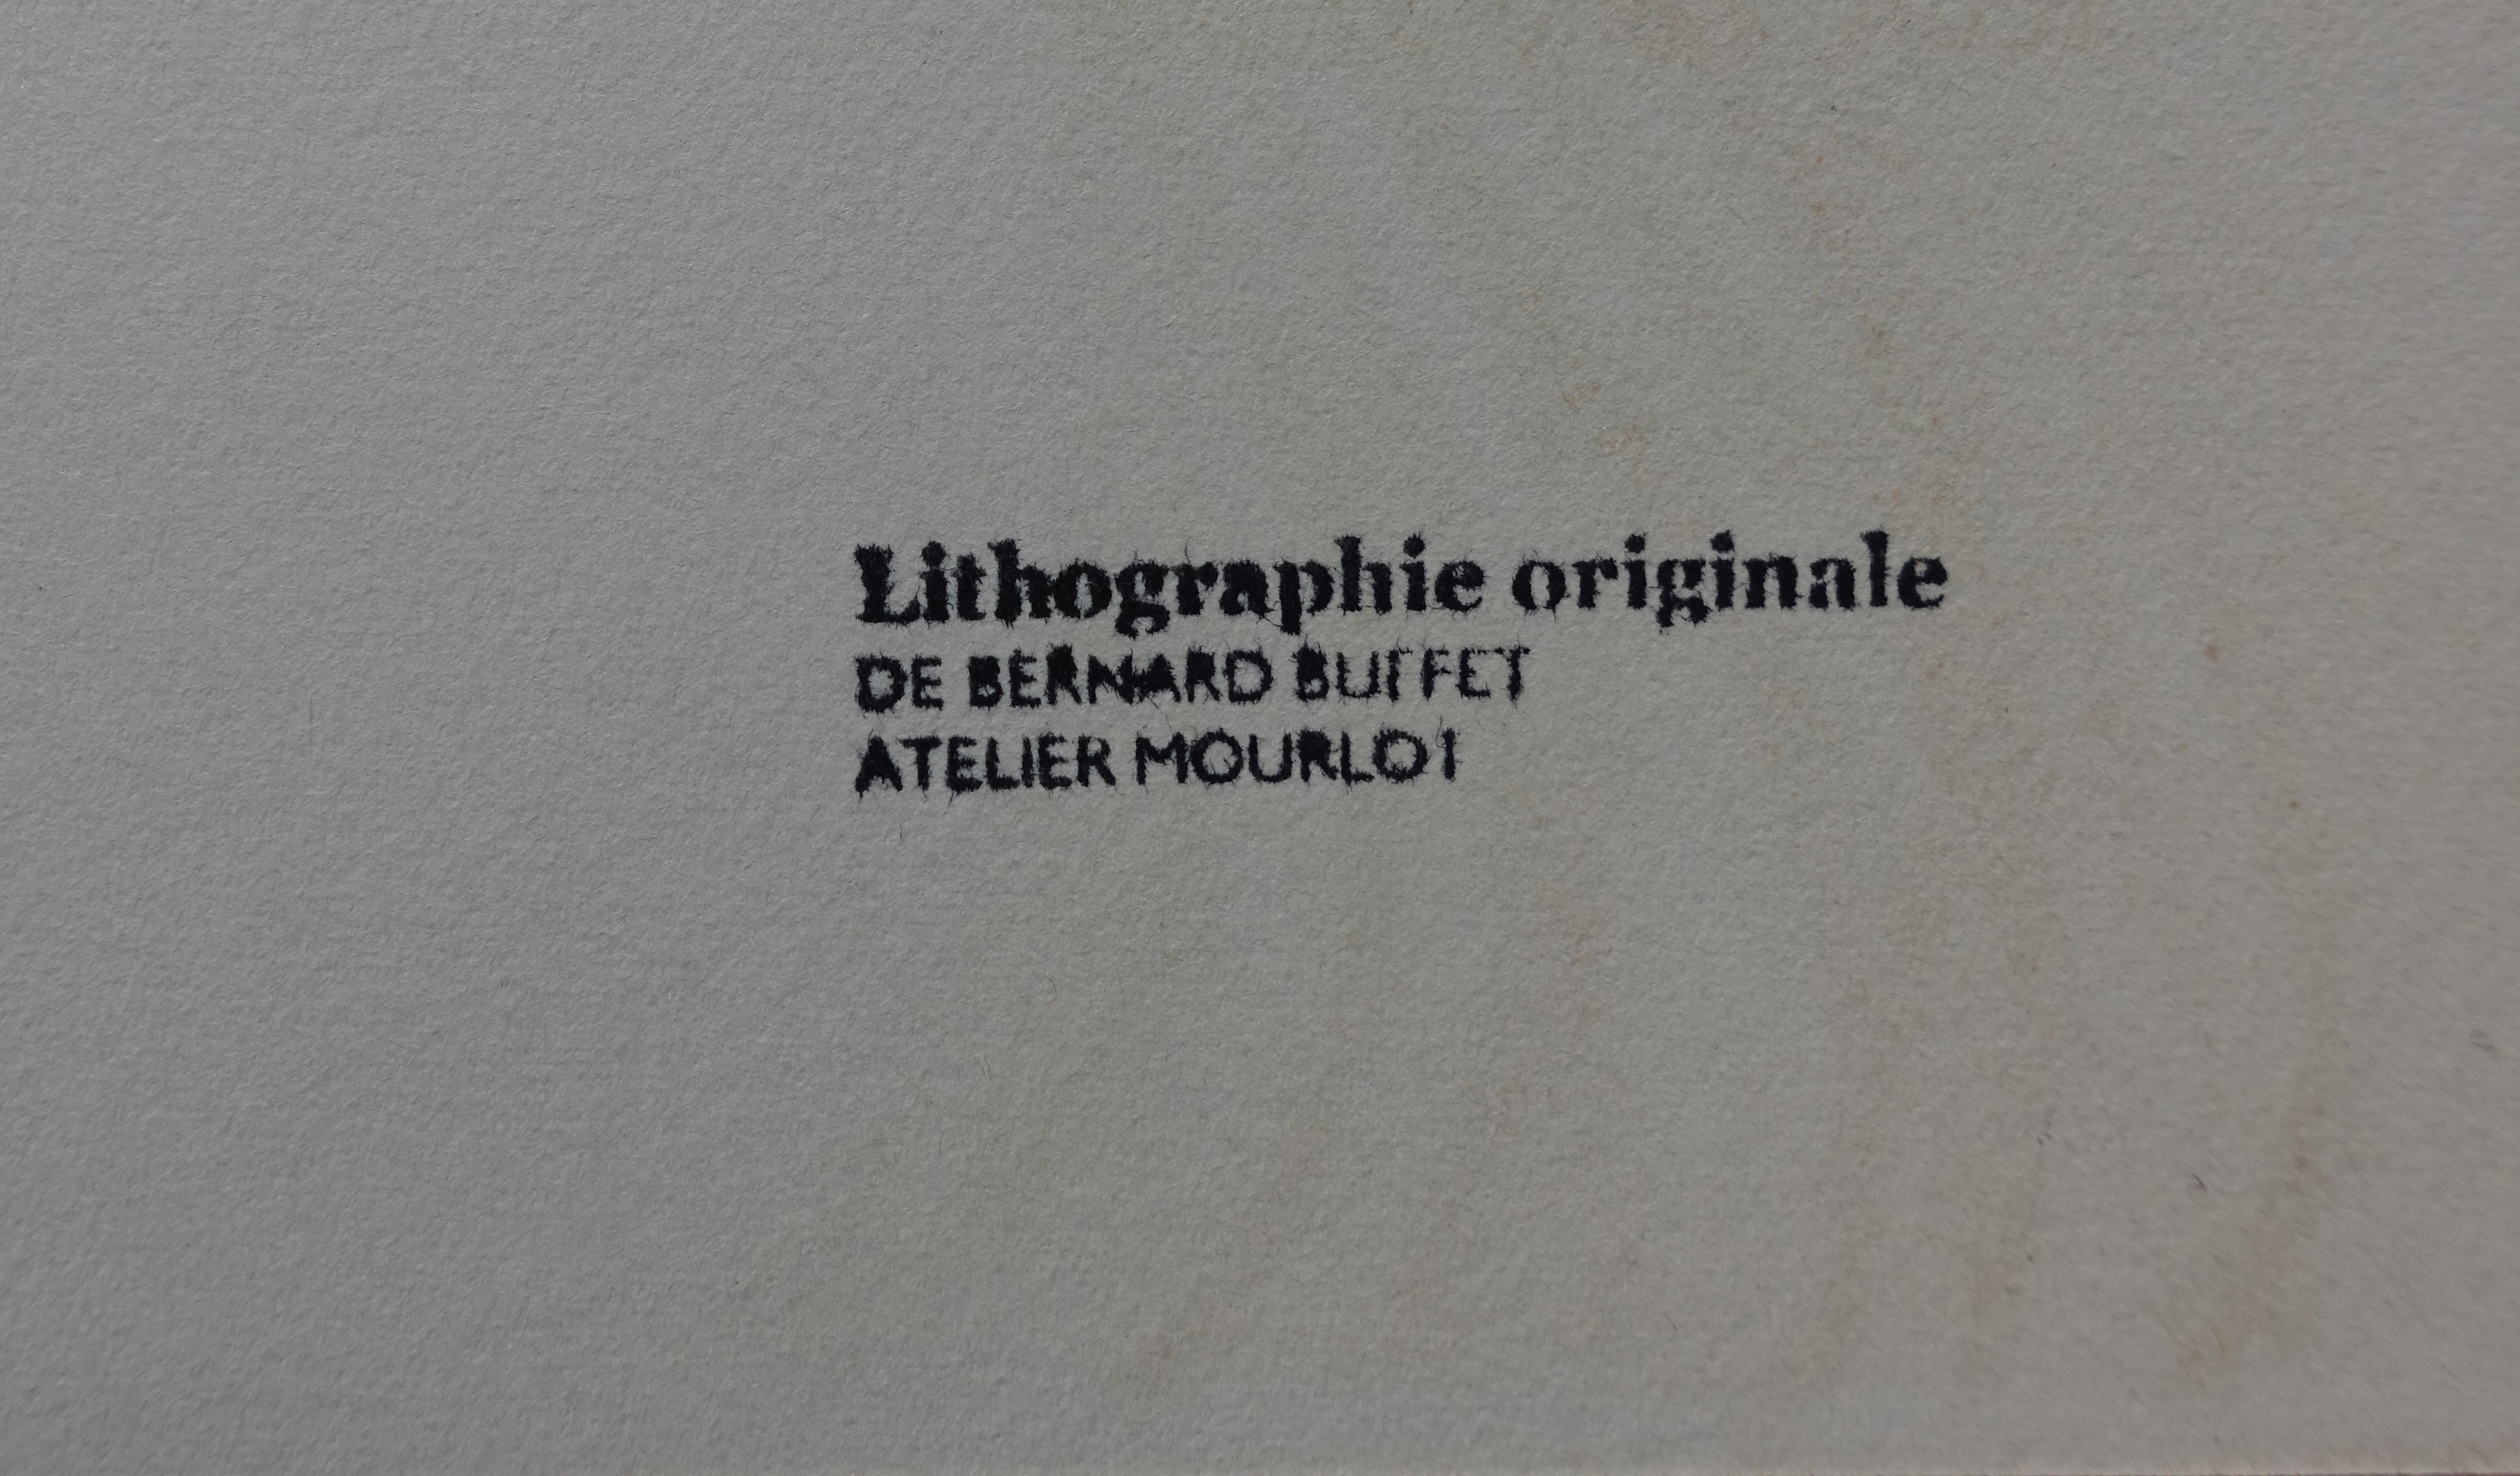 Lithographie originale
DE BERNARD BUFFET
ATELIER MOURLOT